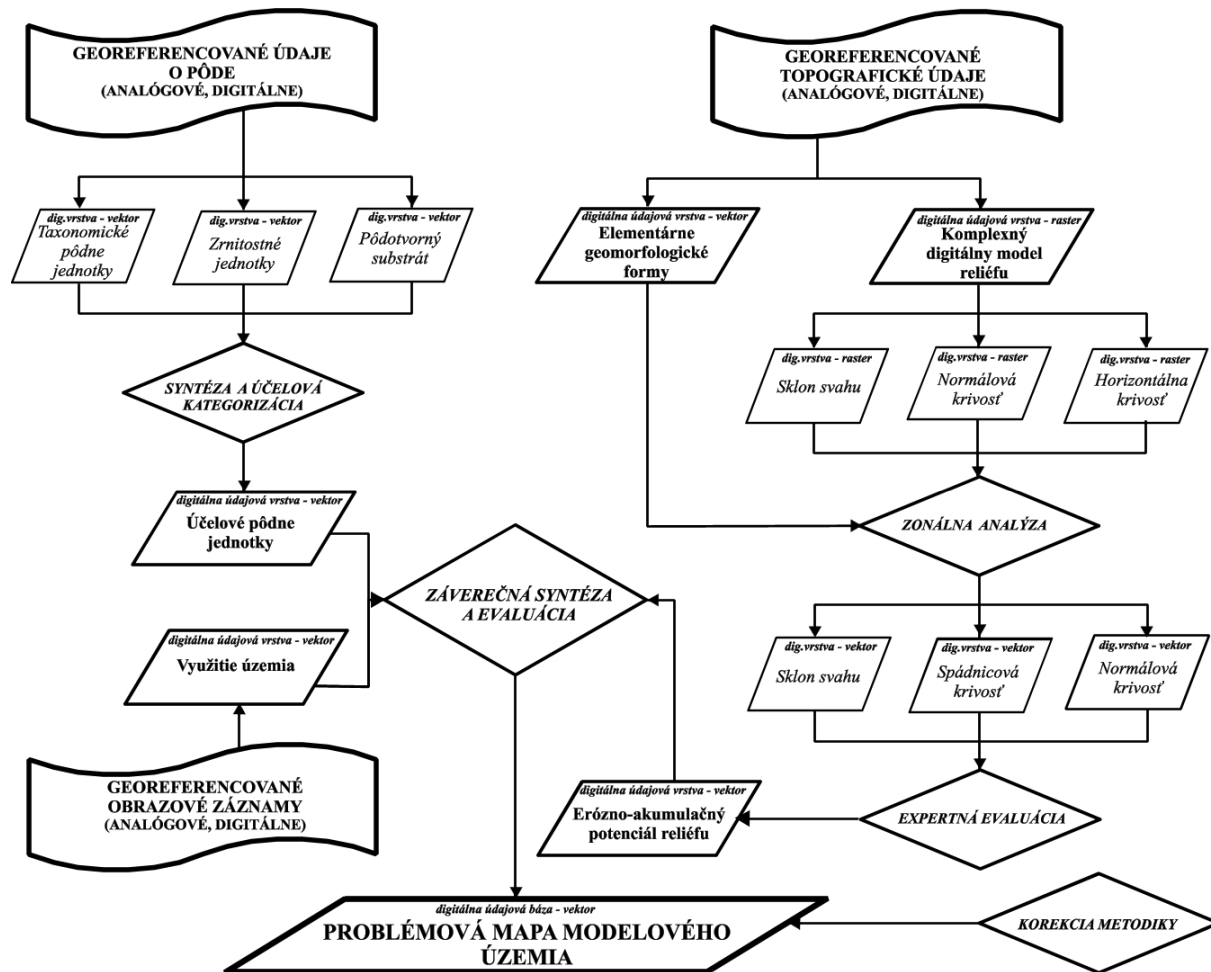 GEOREFERENCOVANÉ ÚDAJE
O PÔDE
(ANALÓGOVÉ, DIGITÁLNE)
GEOREFERENCOVANÉ
TOPOGRAFICKÉ ÚDAJE
(ANALÓGOVÉ, DIGITÁLNE)
dig.vrstva - vektor
Taxonomické
pôdne
jednotky
dig.vrstva - vektor
Zrnitostné
jednotky
dig.vrstva - vektor
Pôdotvorný
substrát
digitálna údajová vrstva - vektor
Elementárne
geomorfologické
formy
digitálna údajová vrstva - raster
Komplexný
digitálny model
reliéfu
dig.vrstva - raster
Sklon svahu
dig.vrstva - raster
Normálová
krivosť
dig.vrstva - raster
Horizontálna
krivosť
SYNTÉZA A ÚČELOVÁ
KATEGORIZÁCIA
digitálna údajová vrstva - vektor
Účelové pôdne
jednotky
ZONÁLNA ANALÝZA
ZÁVEREČNÁ SYNTÉZA
A EVALUÁCIA
digitálna údajová vrstva - vektor
Využitie územia
dig.vrstva - vektor
Sklon svahu
dig.vrstva - vektor
Spádnicová
krivosť
dig.vrstva - vektor
Normálová
krivosť
GEOREFERENCOVANÉ
OBRAZOVÉ ZÁZNAMY
(ANALÓGOVÉ, DIGITÁLNE)
digitálna údajová vrstva - vektor
Erózno-akumulačný
potenciál reliéfu
EXPERTNÁ EVALUÁCIA
digitálna údajová báza - vektor
PROBLÉMOVÁ MAPA MODELOVÉHO
ÚZEMIA
KOREKCIA METODIKY